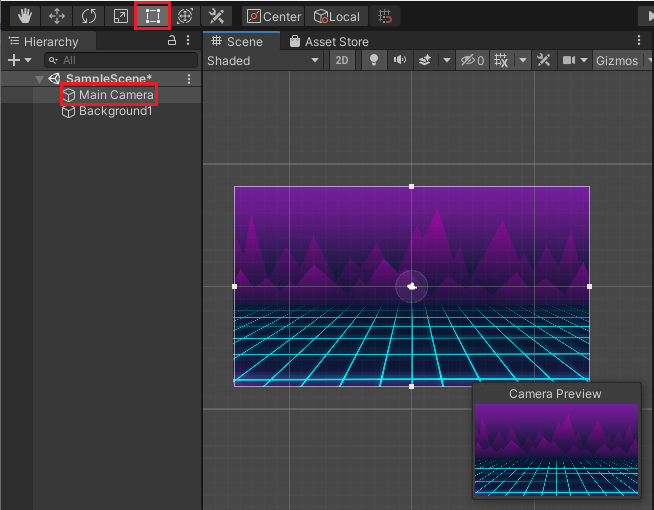 Center
Local
Hierarchy
All
SampleScene*
Main Camera
Background1
Scene
Asset Store
Shaded
2D
0
Gizmos
Camera Preview